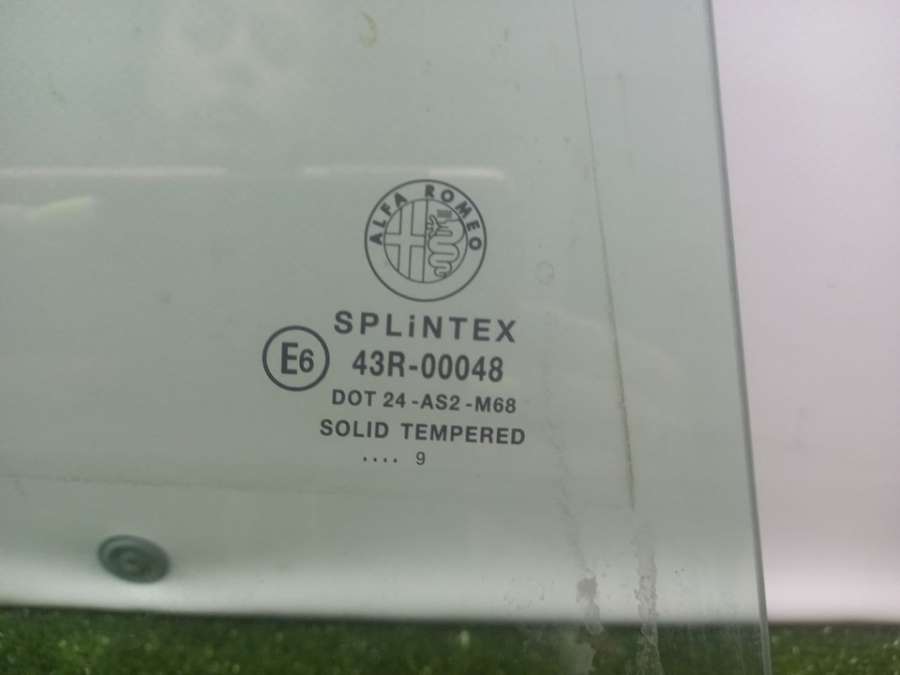 ALFA ROMEO
SPLiNTEX
E6 43R-00048
DOT 24-AS2-M68
SOLID TEMPERED
.... 9